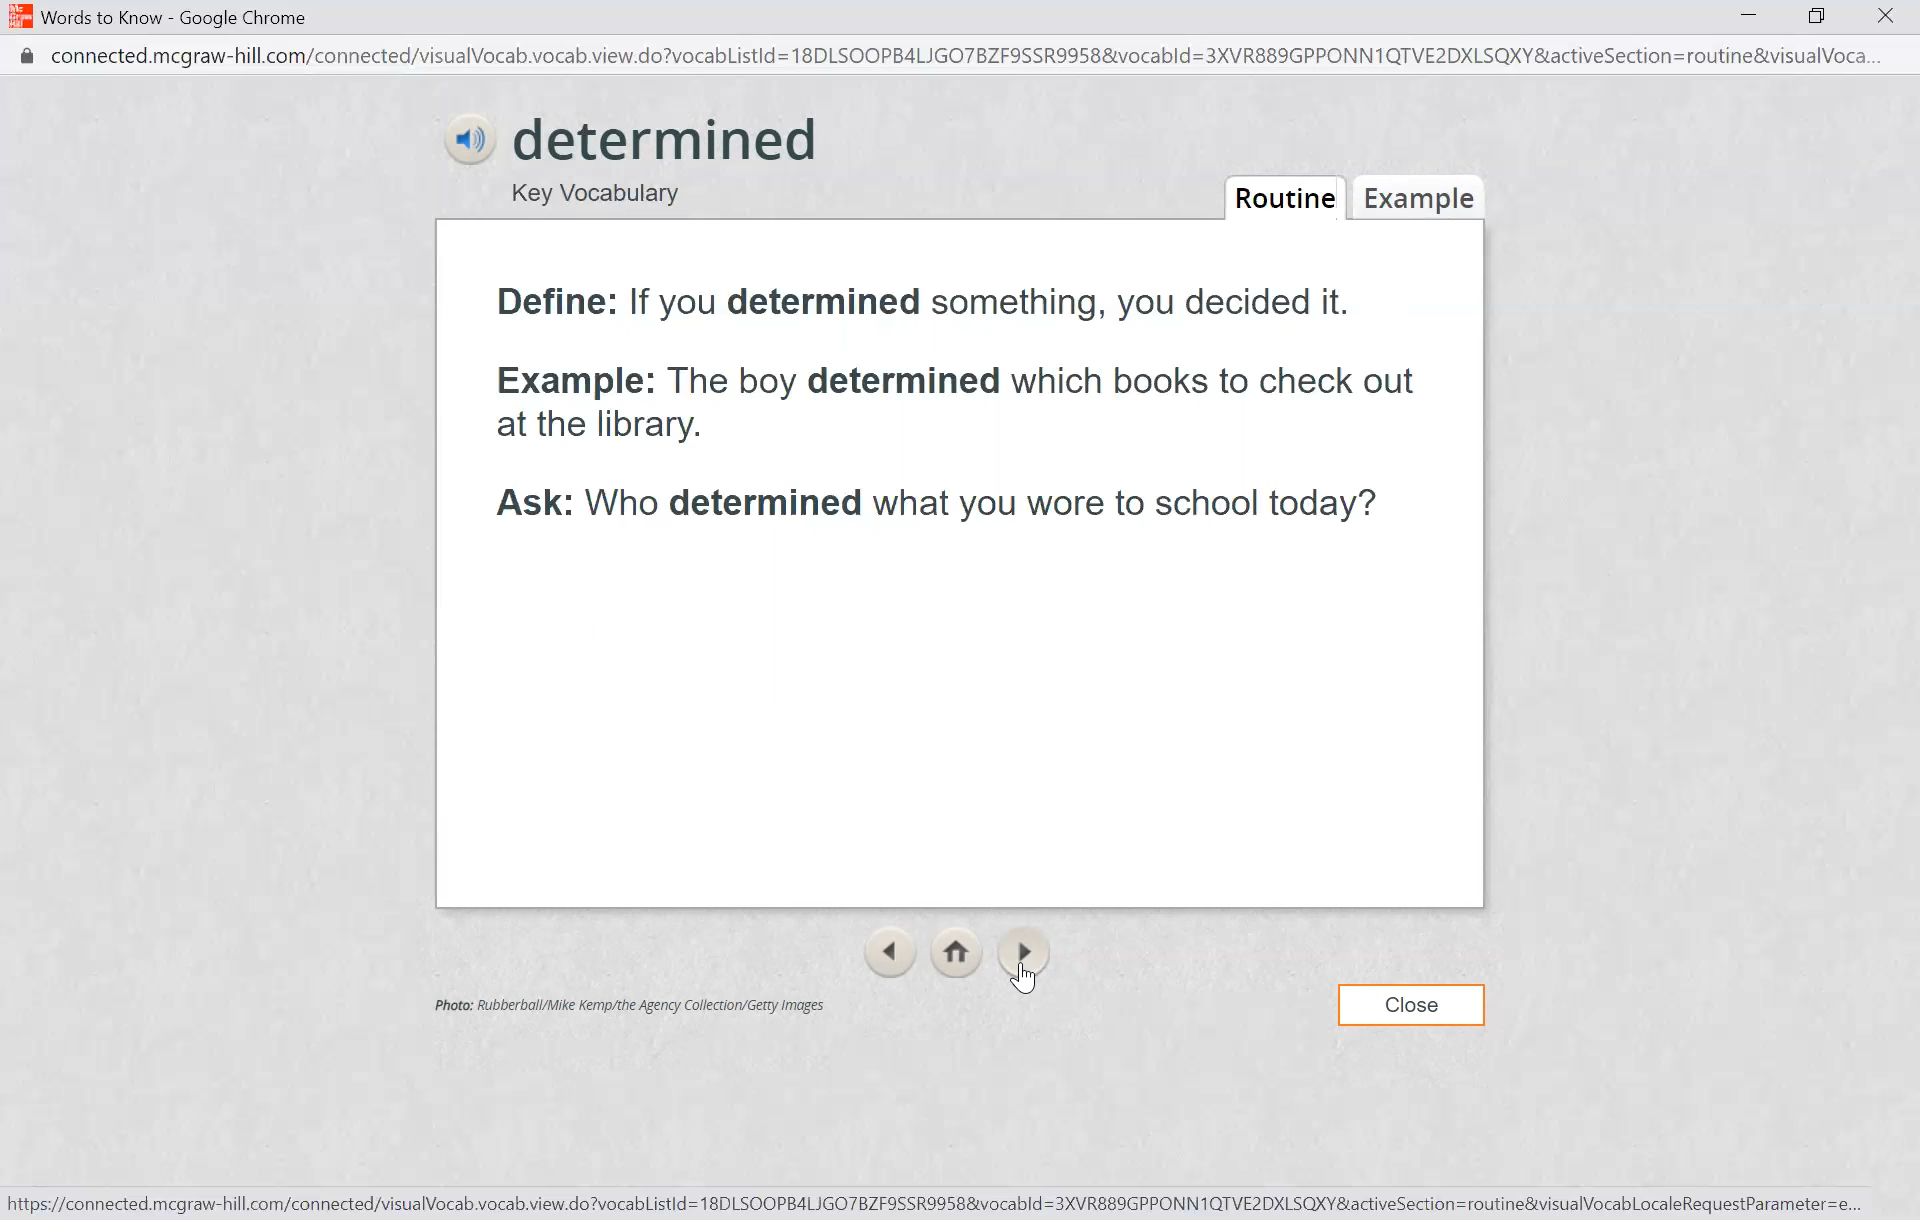 Words to Know - Google Chrome
connected.mcgraw-hill.com/connected/visualVocab.vocab.view.do?vocabListId=18DLSOOPB4LJGO7BZF9SSR9958&vocabId=3XVR889GPPONN1QTVE2DXLSQXY&activeSection=routine&visualVoca...
determined
Key Vocabulary
Routine Example
Define: If you determined something, you decided it.
Example: The boy determined which books to check out
at the library.
Ask: Who determined what you wore to school today?
Photo: Rubberball/Mike Kemp/the Agency Collection/Getty Images
Close
https://connected.mcgraw-hill.com/connected/visualVocab.vocab.view.do?vocabListId=18DLSOOPB4LJGO7BZF9SSR9958&vocabId=3XVR889GPPONN1QTVE2DXLSQXY&activeSection=routine&visualVocabLocaleRequestParameter=e...